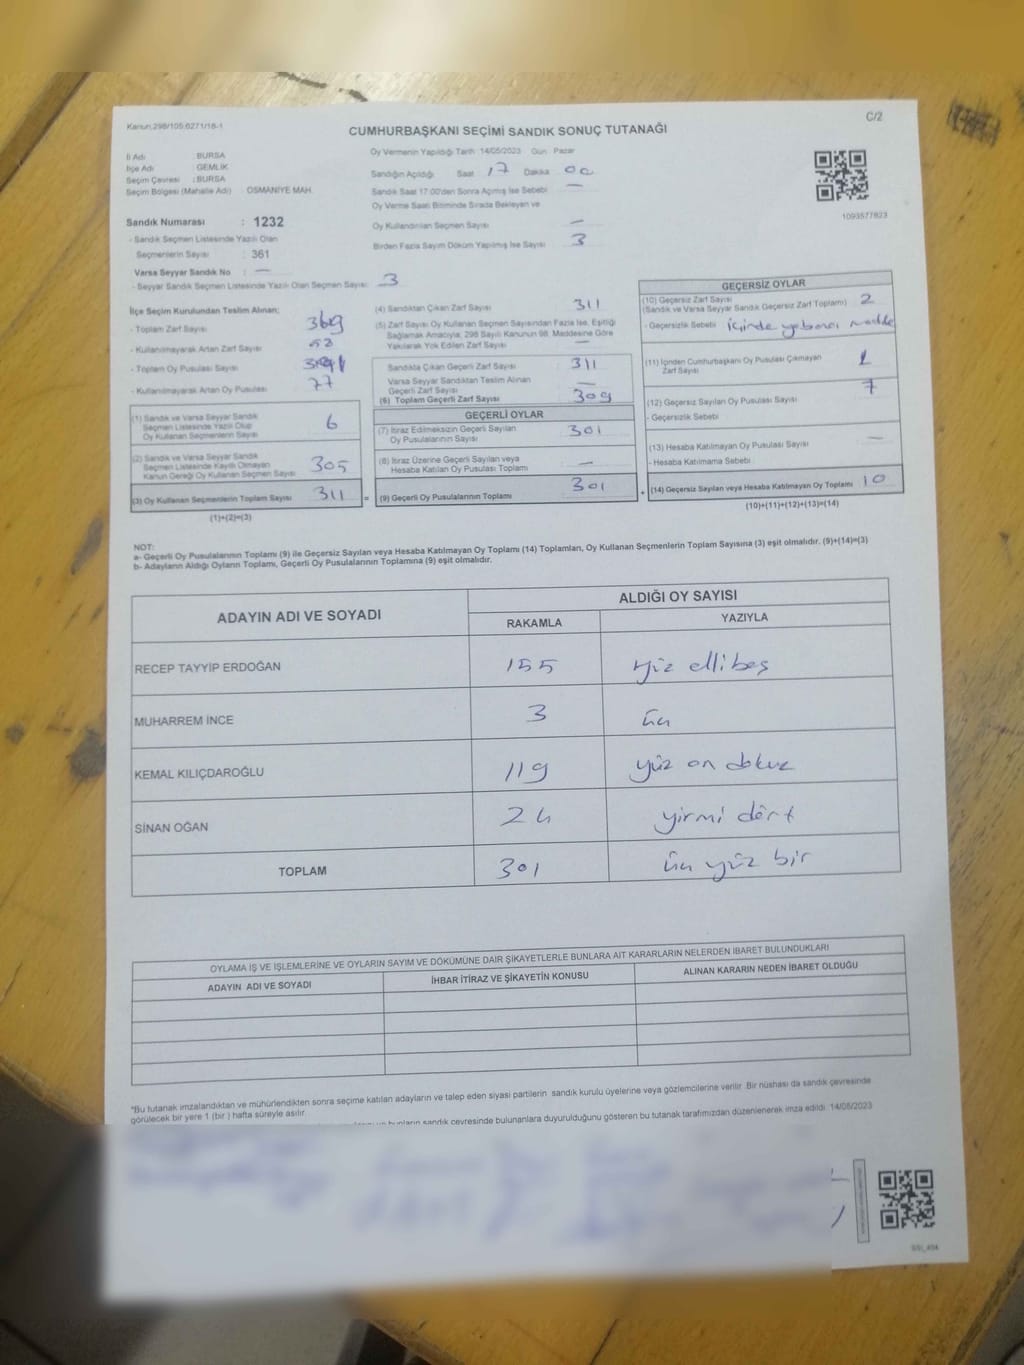 Kanun:298/105,6271/18-1
C/2
CUMHURBAŞKANI SEÇİMİ SANDIK SONUÇ TUTANAĞI
İl Adı : BURSA
İlçe Adı : GEMLİK
Seçim Çevresi : BURSA
Seçim Bölgesi (Mahalle Adı) OSMANİYE MAH.
Sandık Numarası : 1232
- Sandık Seçmen Listesinde Yazılı Olan
Seçmenlerin Sayısı : 361
Varsa Seyyar Sandık No : —
- Seyyar Sandık Seçmen Listesinde Yazılı Olan Seçmen Sayısı: 3
Oy Vermenin Yapıldığı Tarih :14/05/2023 Gün: Pazar
Sandığın Açıldığı Saat 17 Dakika 00
Sandık Saat 17:00'den Sonra Açılmış İse Sebebi —
Oy Verme Saati Bitiminde Sırada Bekleyen ve
Oy Kullandırılan Seçmen Sayısı —
Birden Fazla Sayım Döküm Yapılmış İse Sayısı 3
1093577823
İlçe Seçim Kurulundan Teslim Alınan;
- Toplam Zarf Sayısı
- Kullanılmayarak Artan Zarf Sayısı
- Toplam Oy Pusulası Sayısı
- Kullanılmayarak Artan Oy Pusulası 77
(1) Sandık ve Varsa Seyyar Sandık
Seçmen Listesinde Yazılı Olup
Oy Kullanan Seçmenlerin Sayısı 6
(2) Sandık ve Varsa Seyyar Sandık
Seçmen Listesinde Kayıtlı Olmayan
Kanun Gereği Oy Kullanan Seçmen Sayısı 305
(3) Oy Kullanan Seçmenlerin Toplam Sayısı 311 =
(1)+(2)=(3)
(4) Sandıktan Çıkan Zarf Sayısı 311
(5) Zarf Sayısı Oy Kullanan Seçmen Sayısından Fazla İse, Eşitliği
Sağlamak Amacıyla; 298 Sayılı Kanunun 98. Maddesine Göre
Yakılarak Yok Edilen Zarf Sayısı —
Sandıkta Çıkan Geçerli Zarf Sayısı 311
Varsa Seyyar Sandıktan Teslim Alınan
Geçerli Zarf Sayısı —
(6) Toplam Geçerli Zarf Sayısı 309
GEÇERLİ OYLAR
(7) İtiraz Edilmeksizin Geçerli Sayılan
Oy Pusulalarının Sayısı 301
(8) İtiraz Üzerine Geçerli Sayılan veya
Hesaba Katılan Oy Pusulası Toplamı —
(9) Geçerli Oy Pusulalarının Toplamı 301 +
GEÇERSİZ OYLAR
(10) Geçersiz Zarf Sayısı
(Sandık ve Varsa Seyyar Sandık Geçersiz Zarf Toplamı) 2
- Geçersizlik Sebebi: içinde yabancı madde
(11) İçinden Cumhurbaşkanı Oy Pusulası Çıkmayan
Zarf Sayısı 1
(12) Geçersiz Sayılan Oy Pusulası Sayısı 7
- Geçersizlik Sebebi
(13) Hesaba Katılmayan Oy Pusulası Sayısı —
- Hesaba Katılmama Sebebi
(14) Geçersiz Sayılan veya Hesaba Katılmayan Oy Toplamı 10
(10)+(11)+(12)+(13)=(14)
NOT:
a- Geçerli Oy Pusulalarının Toplamı (9) ile Geçersiz Sayılan veya Hesaba Katılmayan Oy Toplamı (14) Toplamları, Oy Kullanan Seçmenlerin Toplam Sayısına (3) eşit olmalıdır. (9)+(14)=(3)
b- Adayların Aldığı Oyların Toplamı, Geçerli Oy Pusulalarının Toplamına (9) eşit olmalıdır.
ADAYIN ADI VE SOYADI
ALDIĞI OY SAYISI
RAKAMLA YAZIYLA
RECEP TAYYİP ERDOĞAN 155 yüz elli beş
MUHARREM İNCE 3 üç
KEMAL KILIÇDAROĞLU 119 yüz on dokuz
SİNAN OĞAN 24 yirmi dört
TOPLAM 301 üç yüz bir
OYLAMA İŞ VE İŞLEMLERİNE VE OYLARIN SAYIM VE DÖKÜMÜNE DAİR ŞİKAYETLERLE BUNLARA AİT KARARLARIN NELERDEN İBARET BULUNDUKLARI
ADAYIN ADI VE SOYADI İHBAR İTİRAZ VE ŞİKAYETİN KONUSU ALINAN KARARIN NEDEN İBARET OLDUĞU
*Bu tutanak imzalandıktan ve mühürlendikten sonra seçime katılan adayların ve talep eden siyasi partilerin sandık kurulu üyelerine veya gözlemcilerine verilir. Bir nüshası da sandık çevresinde
görülecek bir yere 1 (bir ) hafta süreyle asılır.
bunların sandık çevresinde bulunanlara duyurulduğunu gösteren bu tutanak tarafımızdan düzenlenerek imza edildi. 14/05/2023